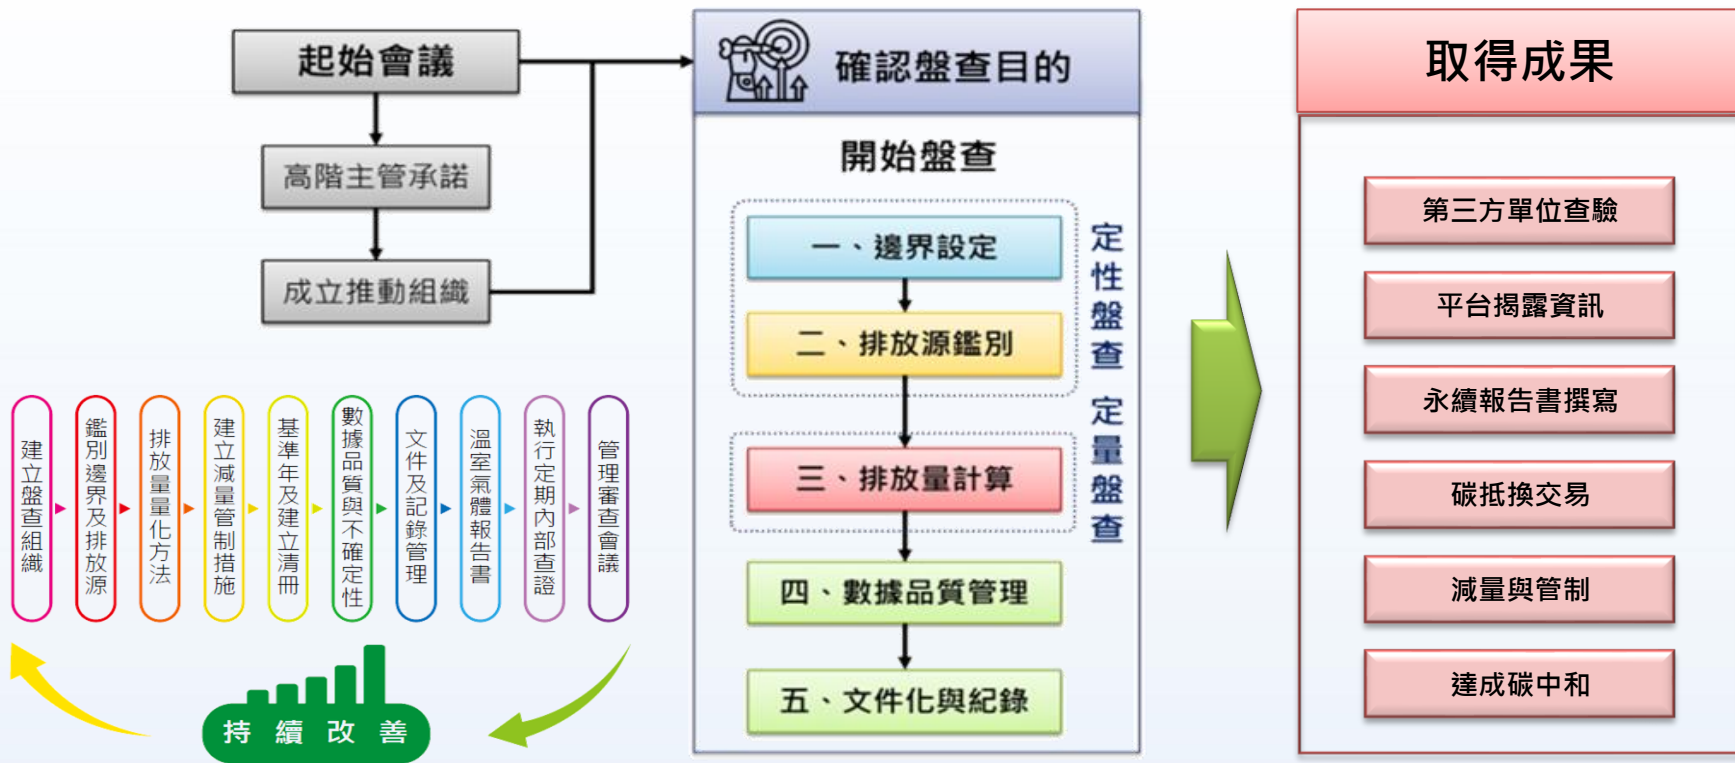 起始會議
高階主管承諾
成立推動組織
建立盤查組織
鑑別邊界及排放源
排放量量化方法
建立減量管制措施
基準年及建立清冊
數據品質與不確定性
文件及記錄管理
溫室氣體報告書
執行定期內部查證
管理審查會議
持續改善
確認盤查目的
開始盤查
一、邊界設定
二、排放源鑑別
定性盤查
三、排放量計算
定量盤查
四、數據品質管理
五、文件化與紀錄
取得成果
第三方單位查驗
平台揭露資訊
永續報告書撰寫
碳抵換交易
減量與管制
達成碳中和